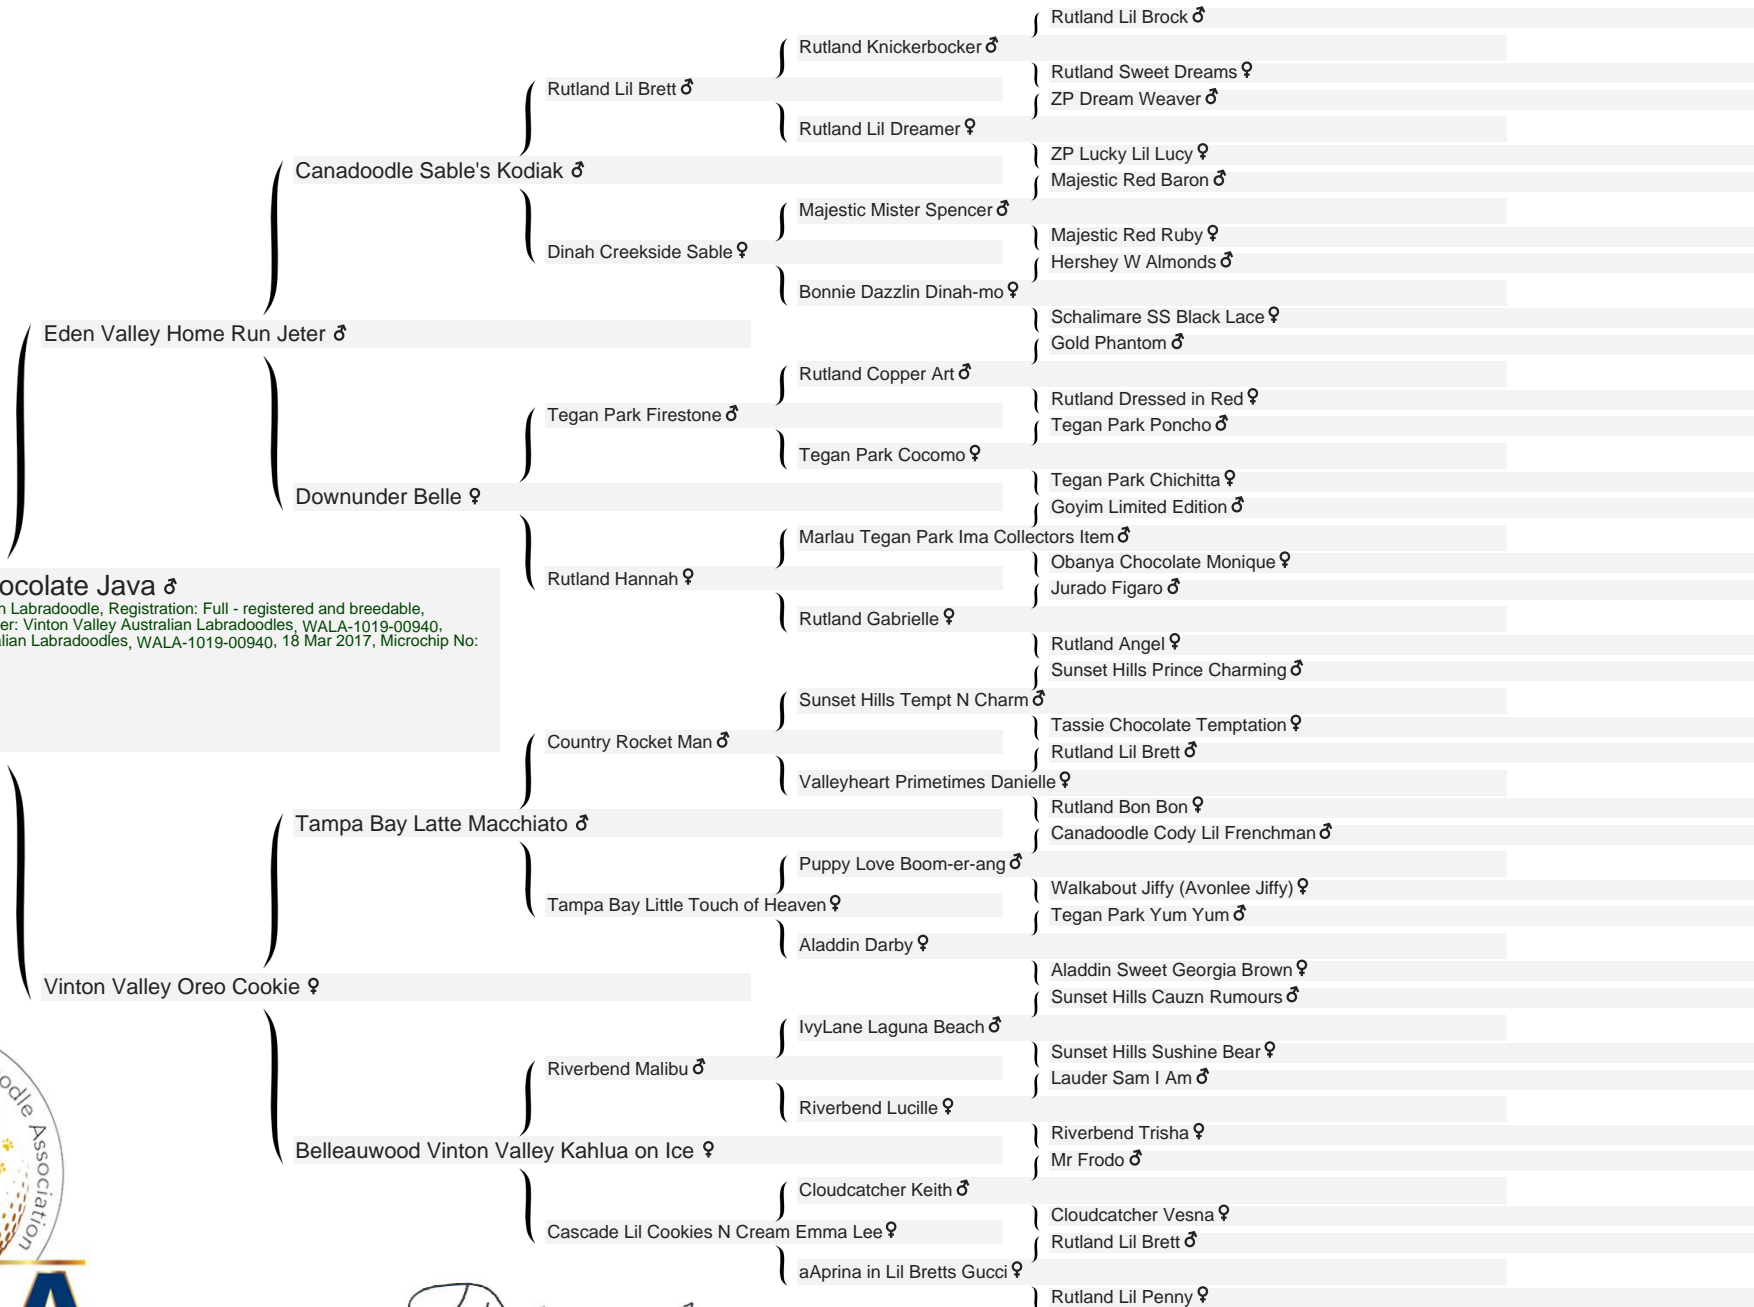 Rutland Lil Brock ♂
Rutland Knickerbocker ♂
Rutland Sweet Dreams ♀
Rutland Lil Brett ♂
ZP Dream Weaver ♂
Rutland Lil Dreamer ♀
ZP Lucky Lil Lucy ♀
Canadoodle Sable's Kodiak ♂
Majestic Red Baron ♂
Majestic Mister Spencer ♂
Majestic Red Ruby ♀
Dinah Creekside Sable ♀
Hershey W Almonds ♂
Bonnie Dazzlin Dinah-mo ♀
Schalimare SS Black Lace ♀
Eden Valley Home Run Jeter ♂
Gold Phantom ♂
Rutland Copper Art ♂
Rutland Dressed in Red ♀
Tegan Park Firestone ♂
Tegan Park Poncho ♂
Tegan Park Cocomo ♀
Tegan Park Chichitta ♀
Downunder Belle ♀
Goyim Limited Edition ♂
Marlau Tegan Park Ima Collectors Item ♂
Obanya Chocolate Monique ♀
Rutland Hannah ♀
Jurado Figaro ♂
Rutland Gabrielle ♀
Rutland Angel ♀
ocolate Java ♂
n Labradoodle, Registration: Full - registered and breedable,
er: Vinton Valley Australian Labradoodles, WALA-1019-00940,
alian Labradoodles, WALA-1019-00940, 18 Mar 2017, Microchip No:
Sunset Hills Prince Charming ♂
Sunset Hills Tempt N Charm ♂
Tassie Chocolate Temptation ♀
Country Rocket Man ♂
Rutland Lil Brett ♂
Valleyheart Primetimes Danielle ♀
Rutland Bon Bon ♀
Tampa Bay Latte Macchiato ♂
Canadoodle Cody Lil Frenchman ♂
Puppy Love Boom-er-ang ♂
Walkabout Jiffy (Avonlee Jiffy) ♀
Tampa Bay Little Touch of Heaven ♀
Tegan Park Yum Yum ♂
Aladdin Darby ♀
Aladdin Sweet Georgia Brown ♀
Vinton Valley Oreo Cookie ♀
Sunset Hills Cauzn Rumours ♂
IvyLane Laguna Beach ♂
Sunset Hills Sushine Bear ♀
Riverbend Malibu ♂
Lauder Sam I Am ♂
Riverbend Lucille ♀
Riverbend Trisha ♀
Belleauwood Vinton Valley Kahlua on Ice ♀
Mr Frodo ♂
Cloudcatcher Keith ♂
Cloudcatcher Vesna ♀
Cascade Lil Cookies N Cream Emma Lee ♀
Rutland Lil Brett ♂
aAprina in Lil Bretts Gucci ♀
Rutland Lil Penny ♀
odle Association
A